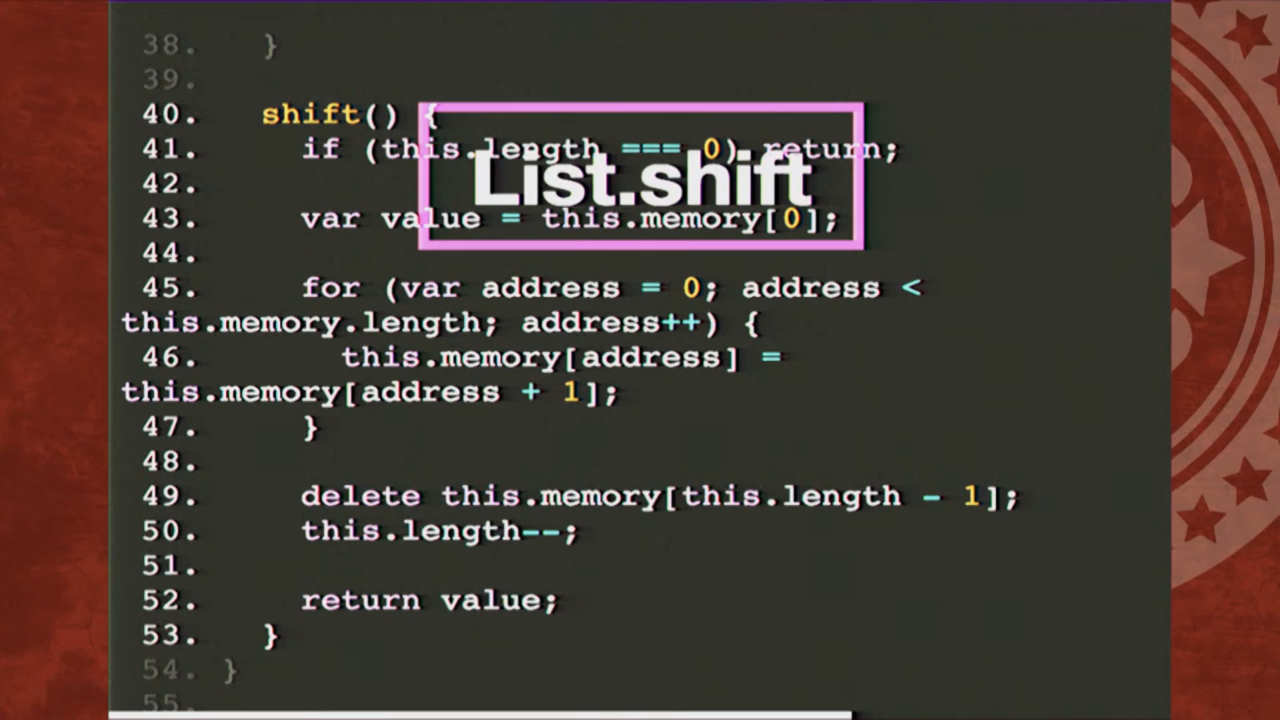 38. }
39.
40. shift() {
41. if (this.length === 0) return;
List.shift
42.
43. var value = this.memory[0];
44.
45. for (var address = 0; address <
this.memory.length; address++) {
46. this.memory[address] =
this.memory[address + 1];
47. }
48.
49. delete this.memory[this.length - 1];
50. this.length--;
51.
52. return value;
53. }
54. }
55.